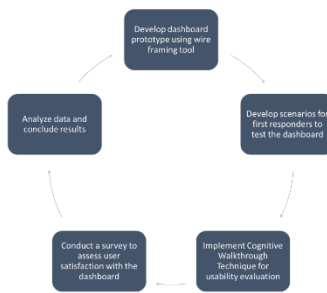 Develop dashboard
prototype using wire
framing tool
Develop scenarios for
first responders to
test the dashboard
Implement Cognitive
Walkthrough
Technique for
usability evaluation
Conduct a survey to
assess user
satisfaction with the
dashboard
Analyze data and
conclude results